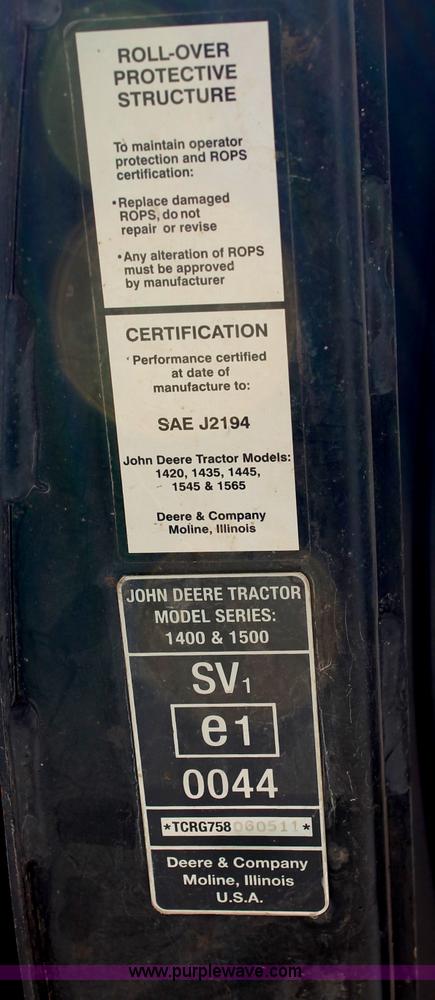 ROLL-OVER
PROTECTIVE
STRUCTURE
To maintain operator
protection and ROPS
certification:
•Replace damaged
ROPS, do not
repair or revise
•Any alteration of ROPS
must be approved
by manufacturer
CERTIFICATION
Performance certified
at date of
manufacture to:
SAE J2194
John Deere Tractor Models:
1420, 1435, 1445,
1545 & 1565
Deere & Company
Moline, Illinois
JOHN DEERE TRACTOR
MODEL SERIES:
1400 & 1500
SV1
e1
0044
*TCRG758060511*
Deere & Company
Moline, Illinois
U.S.A.
www.purplewave.com